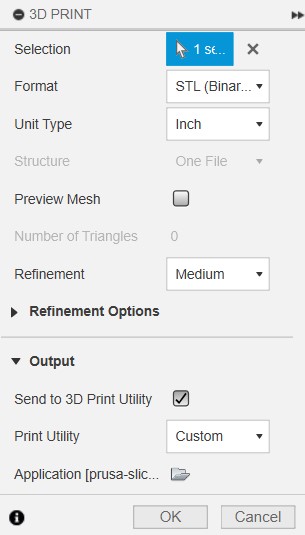 3D PRINT
Selection 1 se...
Format STL (Binar...
Unit Type Inch
Structure One File
Preview Mesh
Number of Triangles 0
Refinement Medium
Refinement Options
Output
Send to 3D Print Utility
Print Utility Custom
Application [prusa-slic...
OK Cancel